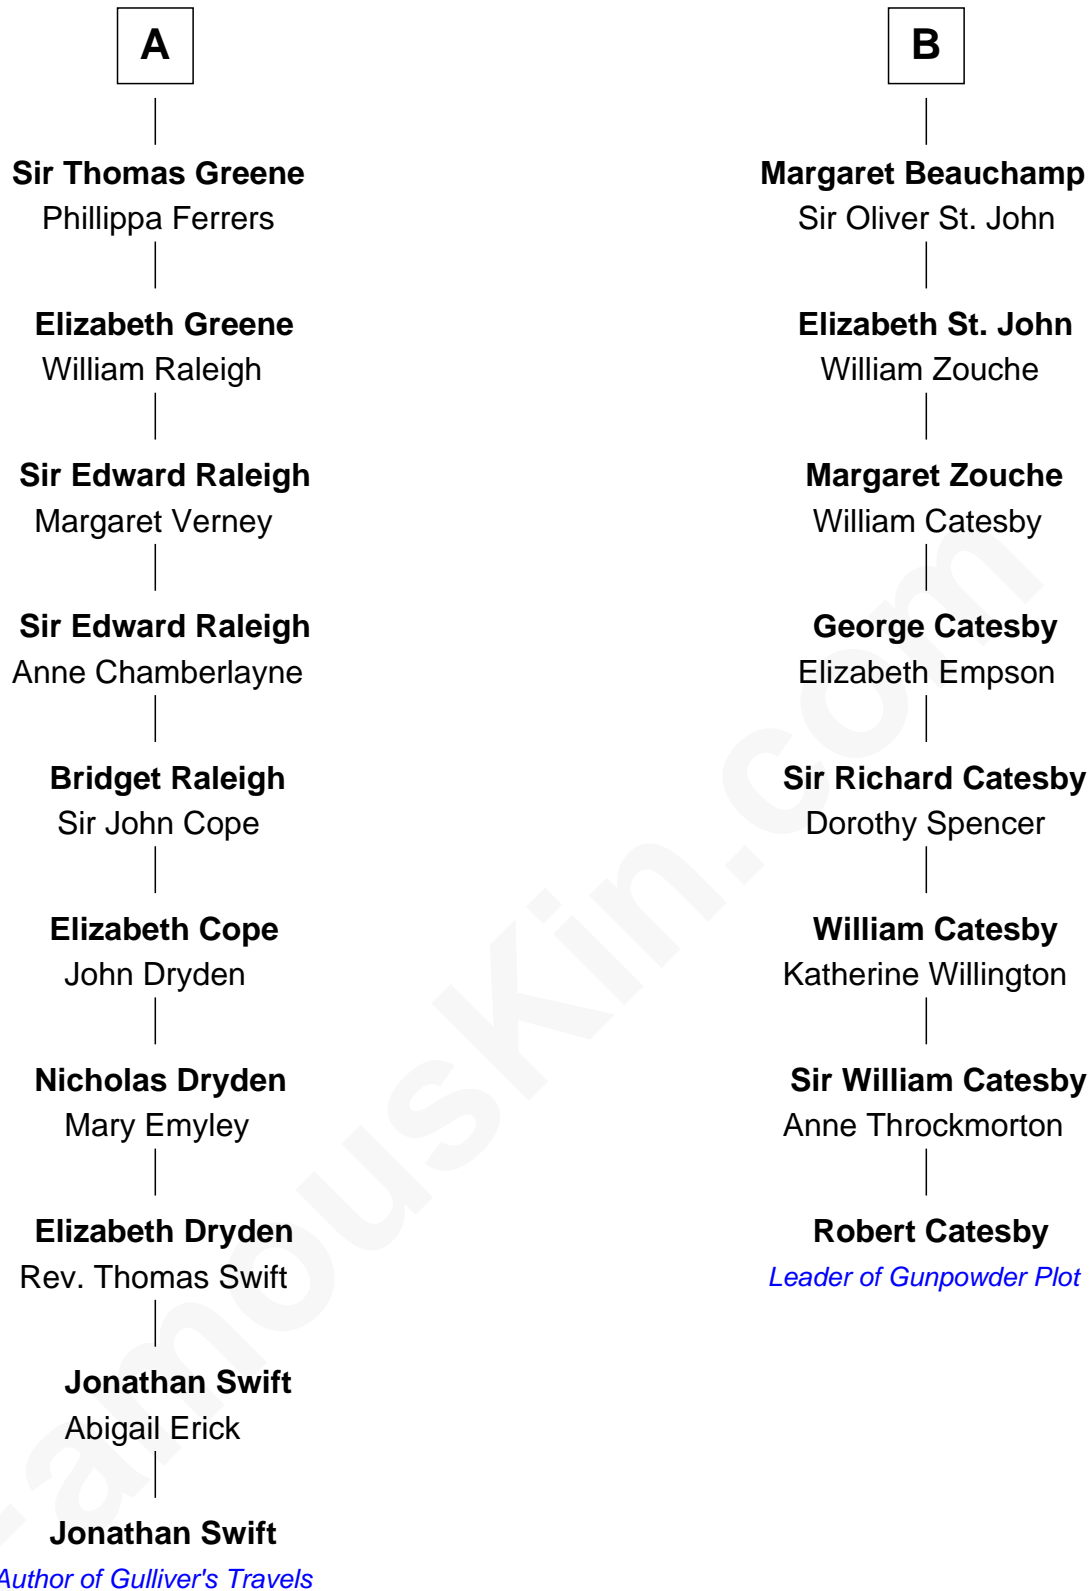 A
Sir Thomas Greene
Phillippa Ferrers
Elizabeth Greene
William Raleigh
Sir Edward Raleigh
Margaret Verney
Sir Edward Raleigh
Anne Chamberlayne
Bridget Raleigh
Sir John Cope
Elizabeth Cope
John Dryden
Nicholas Dryden
Mary Emyley
Elizabeth Dryden
Rev. Thomas Swift
Jonathan Swift
Abigail Erick
Jonathan Swift
Author of Gulliver's Travels
B
Margaret Beauchamp
Sir Oliver St. John
Elizabeth St. John
William Zouche
Margaret Zouche
William Catesby
George Catesby
Elizabeth Empson
Sir Richard Catesby
Dorothy Spencer
William Catesby
Katherine Willington
Sir William Catesby
Anne Throckmorton
Robert Catesby
Leader of Gunpowder Plot
FamousKin.com